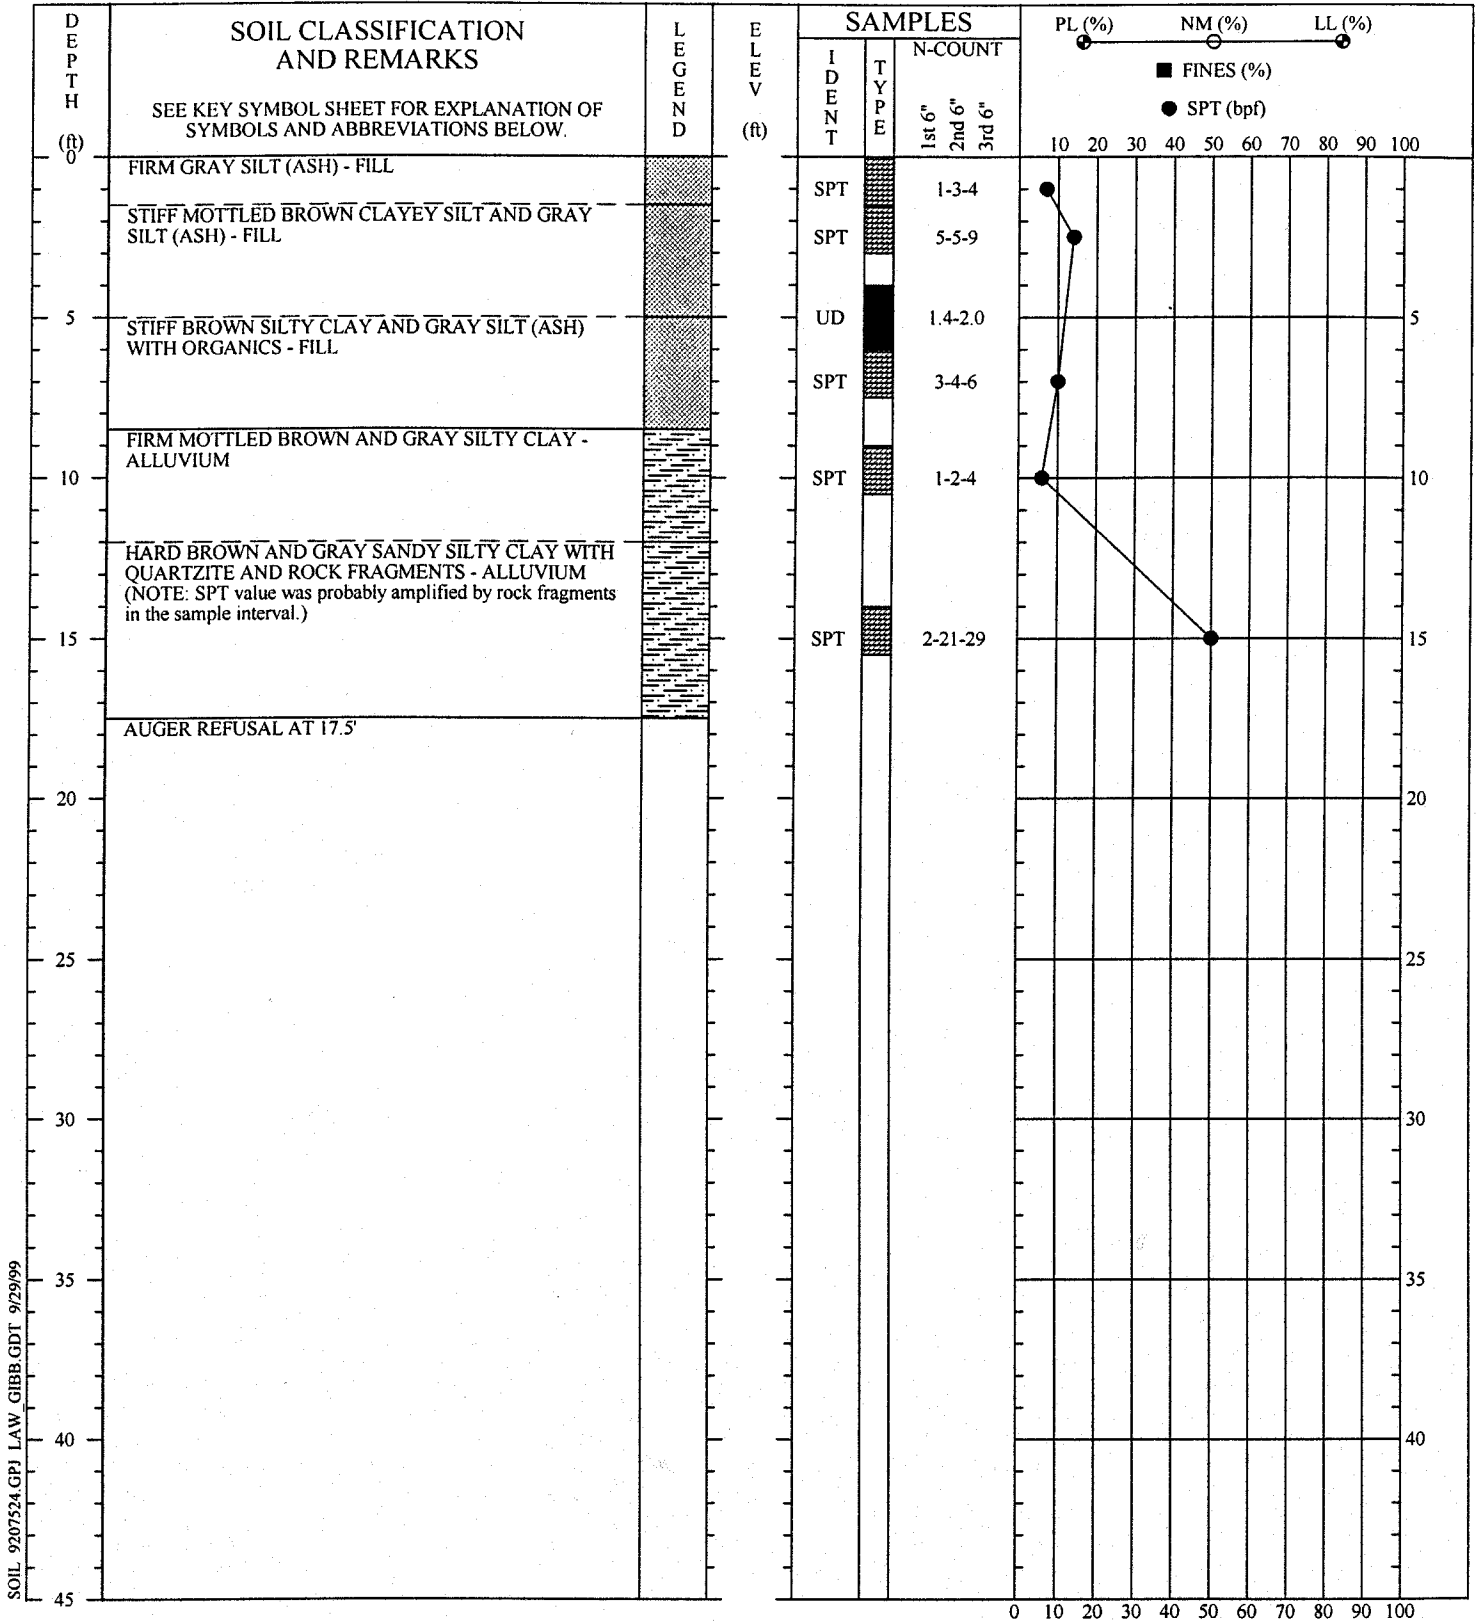 DEPTH (ft)
SOIL CLASSIFICATION
AND REMARKS
SEE KEY SYMBOL SHEET FOR EXPLANATION OF
SYMBOLS AND ABBREVIATIONS BELOW.
LEGEND
ELEV (ft)
SAMPLES
IDENT
TYPE
N-COUNT
1st 6"
2nd 6"
3rd 6"
PL (%) NM (%) LL (%)
FINES (%)
SPT (bpf)
10 20 30 40 50 60 70 80 90 100
0
FIRM GRAY SILT (ASH) - FILL
SPT 1-3-4
STIFF MOTTLED BROWN CLAYEY SILT AND GRAY
SILT (ASH) - FILL
SPT 5-5-9
5 UD 1.4-2.0 5
STIFF BROWN SILTY CLAY AND GRAY SILT (ASH)
WITH ORGANICS - FILL
SPT 3-4-6
FIRM MOTTLED BROWN AND GRAY SILTY CLAY -
ALLUVIUM
10 SPT 1-2-4 10
HARD BROWN AND GRAY SANDY SILTY CLAY WITH
QUARTZITE AND ROCK FRAGMENTS - ALLUVIUM
(NOTE: SPT value was probably amplified by rock fragments
in the sample interval.)
15 SPT 2-21-29 15
AUGER REFUSAL AT 17.5'
20 20
25 25
30 30
35 35
40 40
45
0 10 20 30 40 50 60 70 80 90 100
SOIL 9207524.GPJ LAW_GIBB.GDT 9/29/99